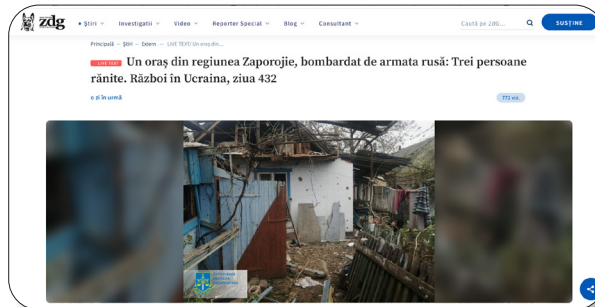 zdg
Știri Investigatii Video Reporter Special Blog Consultant Caută pe ZDG... SUSȚINE
Principală — Știri — Extern — LIVE TEXT/ Un oraș din...
LIVE TEXT Un oraș din regiunea Zaporojie, bombardat de armata rusă: Trei persoane
rănite. Război în Ucraina, ziua 432
o zi în urmă 772 viz.